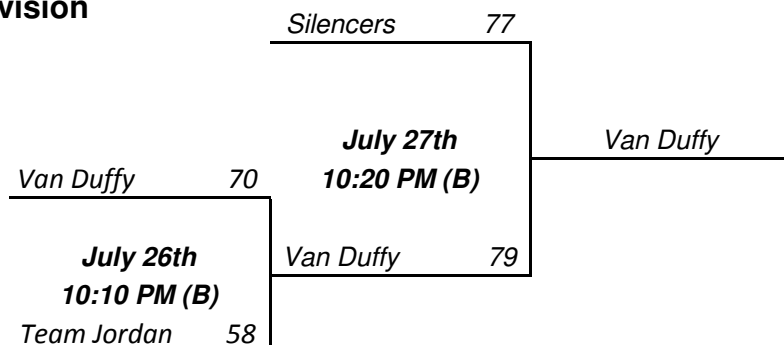 vision
Silencers 77
July 27th
Van Duffy
10:20 PM (B)
Van Duffy 70
July 26th
Van Duffy 79
10:10 PM (B)
Team Jordan 58